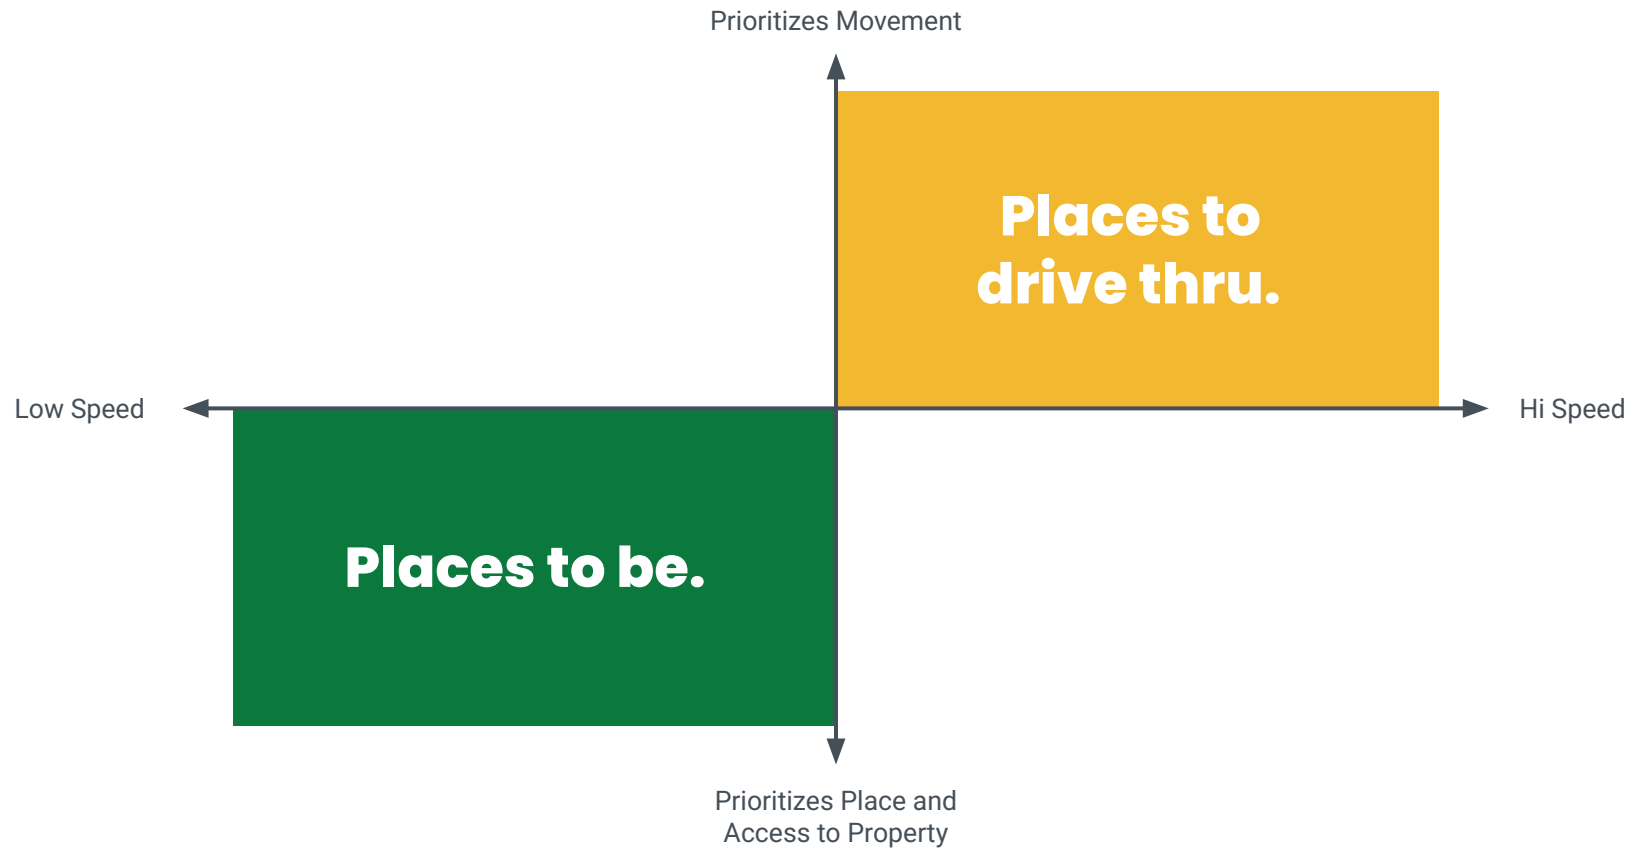 Prioritizes Movement
Places to
drive thru.
Low Speed
Hi Speed
Places to be.
Prioritizes Place and
Access to Property